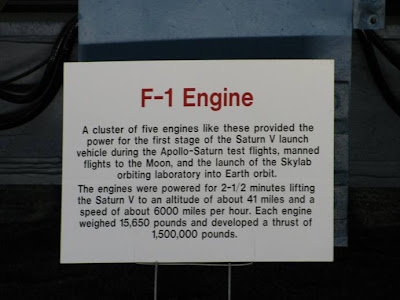 F-1 Engine
A cluster of five engines like these provided the
power for the first stage of the Saturn V launch
vehicle during the Apollo-Saturn test flights, manned
flights to the Moon, and the launch of the Skylab
orbiting laboratory into Earth orbit.
The engines were powered for 2-1/2 minutes lifting
the Saturn V to an altitude of about 41 miles and a
speed of about 6000 miles per hour. Each engine
weighed 15,650 pounds and developed a thrust of
1,500,000 pounds.